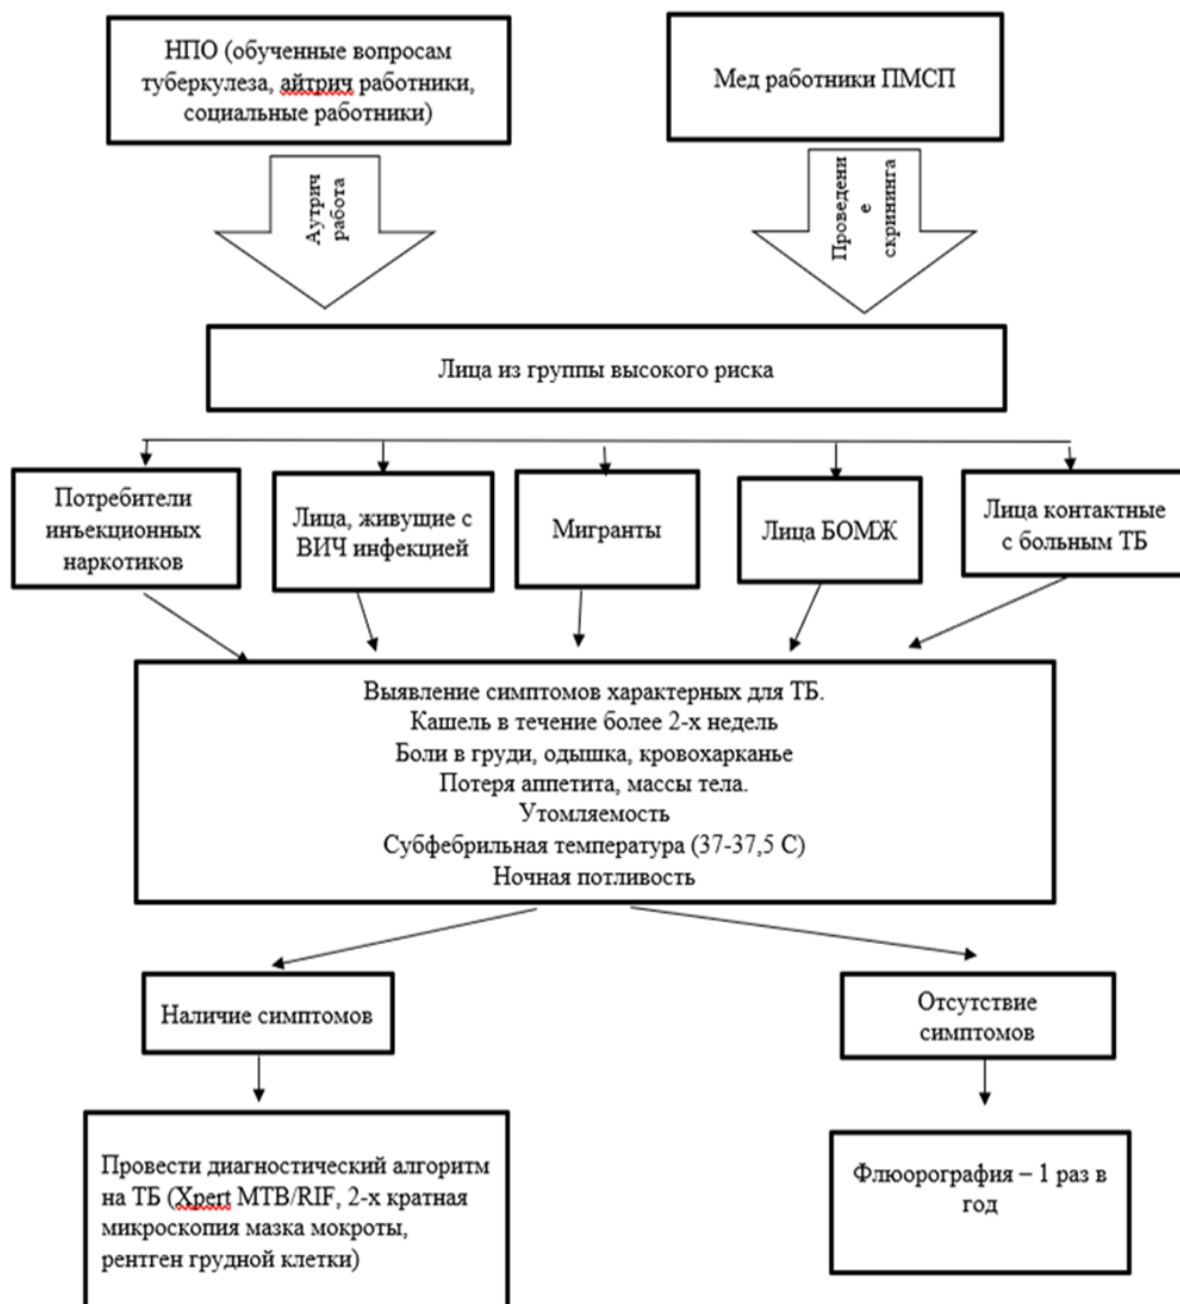 НПО (обученные вопросам
туберкулеза, айтрич работники,
социальные работники)
Мед работники ПМСП
Аутрич
работа
Проведени
е
скрининга
Лица из группы высокого риска
Потребители
инъекционных
наркотиков
Лица, живущие с
ВИЧ инфекцией
Мигранты
Лица БОМЖ
Лица контактные
с больным ТБ
Выявление симптомов характерных для ТБ.
Кашель в течение более 2-х недель
Боли в груди, одышка, кровохарканье
Потеря аппетита, массы тела.
Утомляемость
Субфебрильная температура (37-37,5 С)
Ночная потливость
Наличие симптомов
Отсутствие
симптомов
Провести диагностический алгоритм
на ТБ (Xpert MTB/RIF, 2-х кратная
микроскопия мазка мокроты,
рентген грудной клетки)
Флюорография – 1 раз в
год